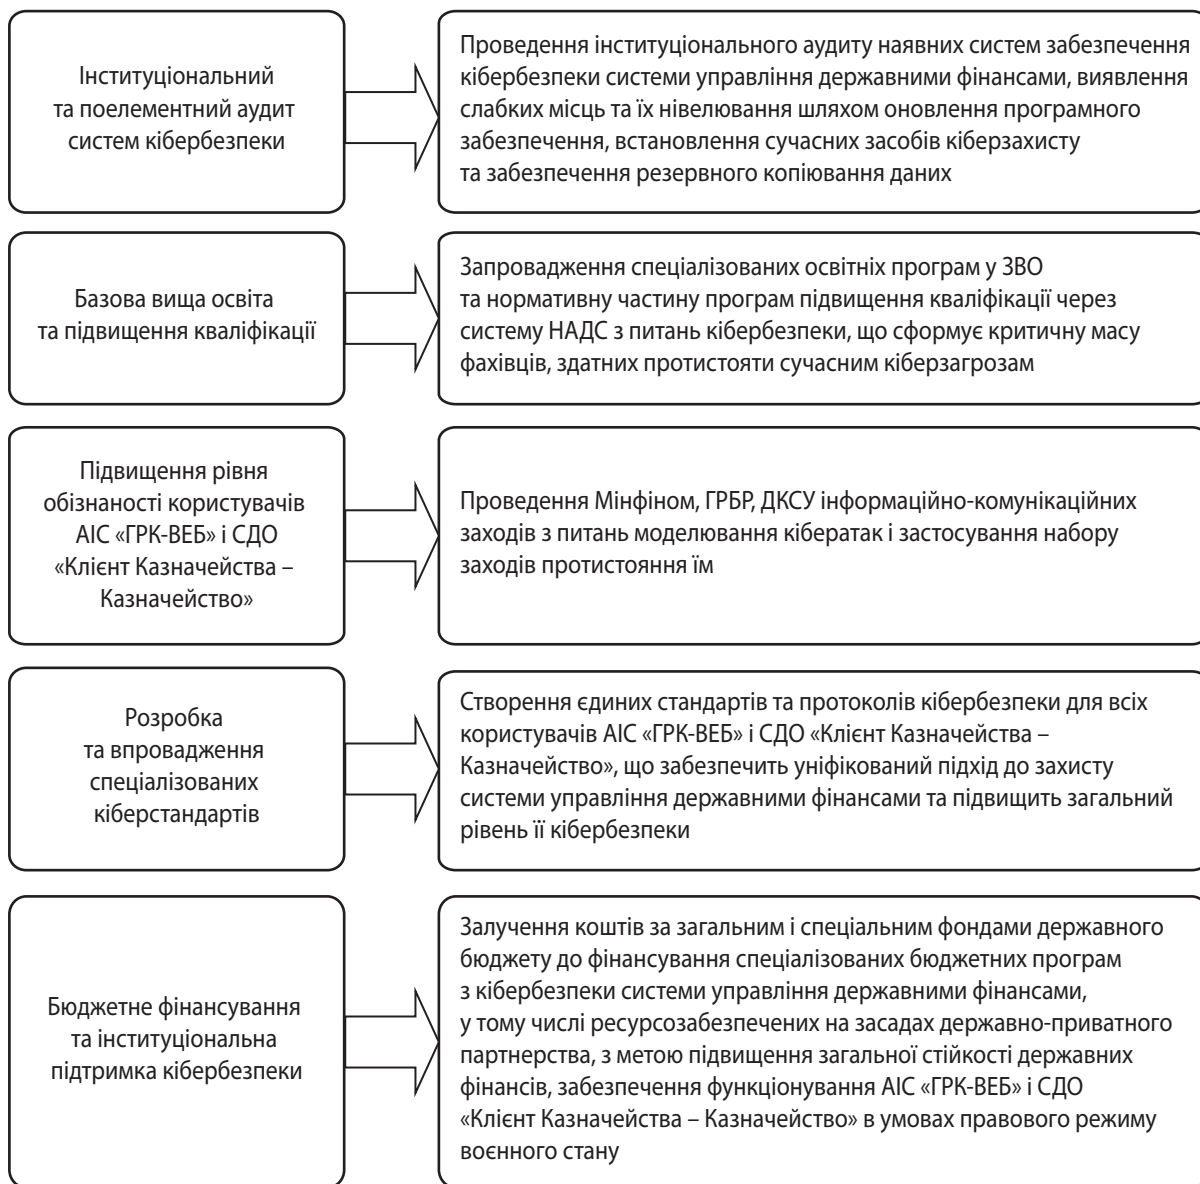 Інституціональний
та поелементний аудит
систем кібербезпеки
Проведення інституціонального аудиту наявних систем забезпечення
кібербезпеки системи управління державними фінансами, виявлення
слабких місць та їх нівелювання шляхом оновлення програмного
забезпечення, встановлення сучасних засобів кіберзахисту
та забезпечення резервного копіювання даних
Базова вища освіта
та підвищення кваліфікації
Запровадження спеціалізованих освітніх програм у ЗВО
та нормативну частину програм підвищення кваліфікації через
систему НАДС з питань кібербезпеки, що сформує критичну масу
фахівців, здатних протистояти сучасним кіберзагрозам
Підвищення рівня
обізнаності користувачів
АІС «ГРК-ВЕБ» і СДО
«Клієнт Казначейства –
Казначейство»
Проведення Мінфіном, ГРБР, ДКСУ інформаційно-комунікаційних
заходів з питань моделювання кібератак і застосування набору
заходів протистояння їм
Розробка
та впровадження
спеціалізованих
кіберстандартів
Створення єдиних стандартів та протоколів кібербезпеки для всіх
користувачів АІС «ГРК-ВЕБ» і СДО «Клієнт Казначейства –
Казначейство», що забезпечить уніфікований підхід до захисту
системи управління державними фінансами та підвищить загальний
рівень її кібербезпеки
Бюджетне фінансування
та інституціональна
підтримка кібербезпеки
Залучення коштів за загальним і спеціальним фондами державного
бюджету до фінансування спеціалізованих бюджетних програм
з кібербезпеки системи управління державними фінансами,
у тому числі ресурсозабезпечених на засадах державно-приватного
партнерства, з метою підвищення загальної стійкості державних
фінансів, забезпечення функціонування АІС «ГРК-ВЕБ» і СДО
«Клієнт Казначейства – Казначейство» в умовах правового режиму
воєнного стану